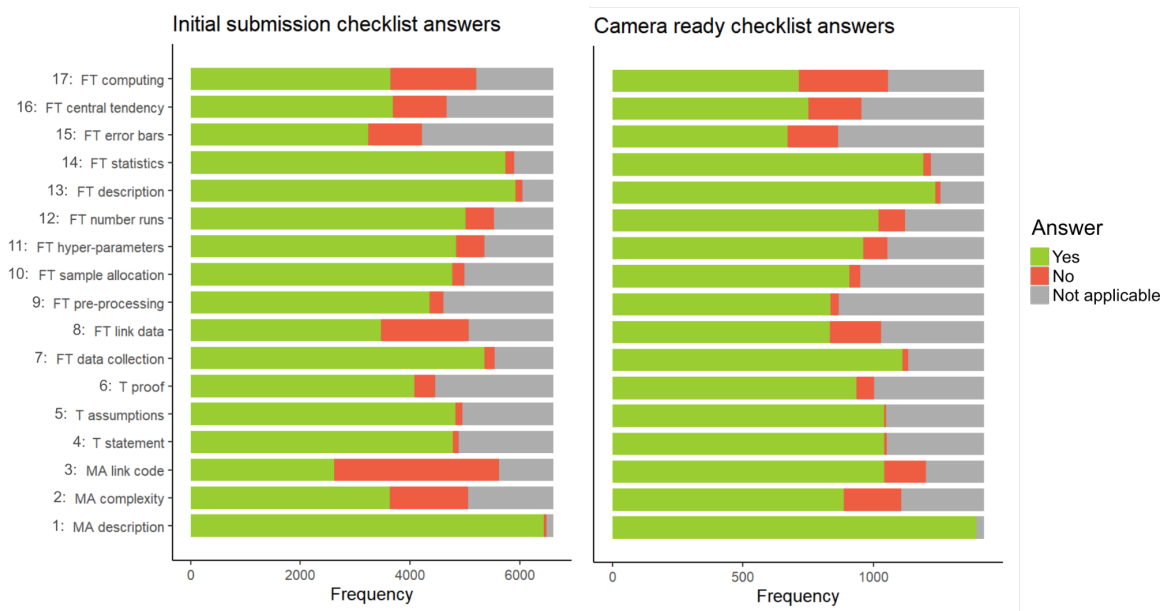 Initial submission checklist answers
Camera ready checklist answers
17: FT computing
16: FT central tendency
15: FT error bars
14: FT statistics
13: FT description
12: FT number runs
11: FT hyper-parameters
10: FT sample allocation
9: FT pre-processing
8: FT link data
7: FT data collection
6: T proof
5: T assumptions
4: T statement
3: MA link code
2: MA complexity
1: MA description
0 2000 4000 6000
Frequency
0 500 1000
Frequency
Answer
Yes
No
Not applicable